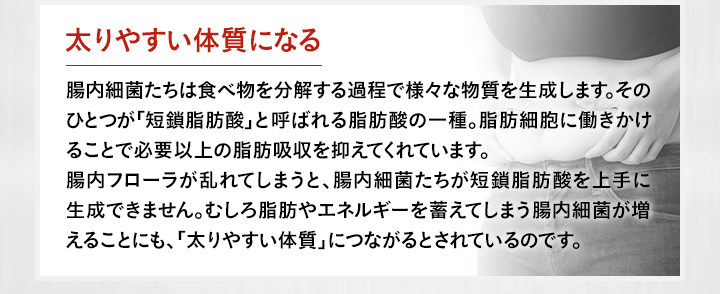 太りやすい体質になる
腸内細菌たちは食べ物を分解する過程で様々な物質を生成します。その
ひとつが「短鎖脂肪酸」と呼ばれる脂肪酸の一種。脂肪細胞に働きかけ
ることで必要以上の脂肪吸収を抑えてくれています。
腸内フローラが乱れてしまうと、腸内細菌たちが短鎖脂肪酸を上手に
生成できません。むしろ脂肪やエネルギーを蓄えてしまう腸内細菌が増
えることにも、「太りやすい体質」につながるとされているのです。